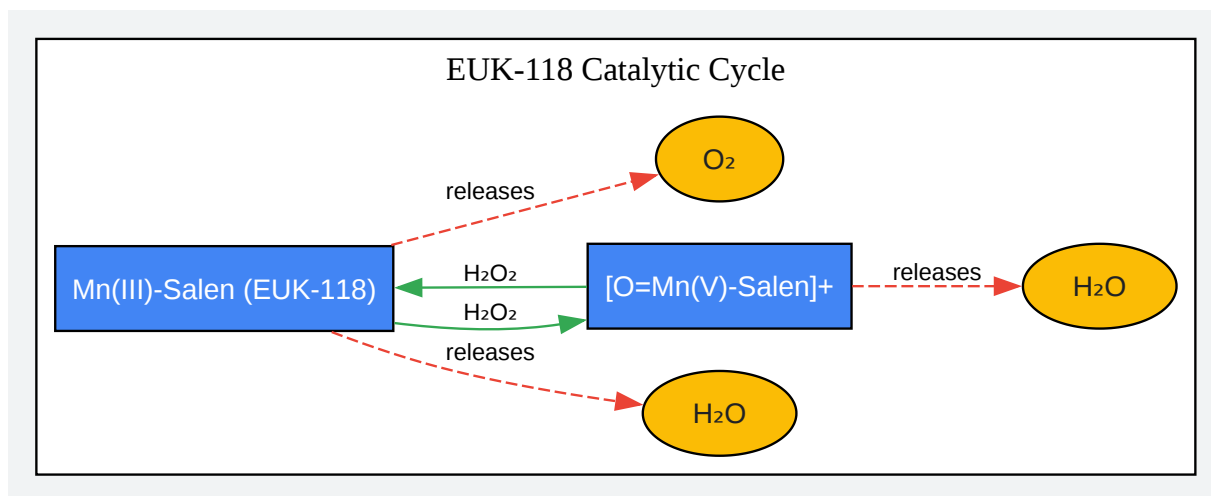 EUK-118 Catalytic Cycle
O₂
releases
Mn(III)-Salen (EUK-118)
H₂O₂
H₂O₂
[O=Mn(V)-Salen]+
releases
H₂O
releases
H₂O